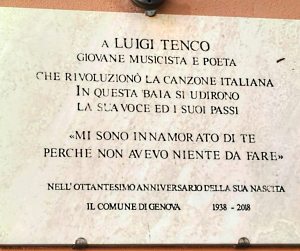 A LUIGI TENCO
GIOVANE MUSICISTA E POETA
CHE RIVOLUZIONÒ LA CANZONE ITALIANA
IN QUESTA BAIA SI UDIRONO
LA SUA VOCE ED I SUOI PASSI
«MI SONO INNAMORATO DI TE
PERCHÉ NON AVEVO NIENTE DA FARE»
NELL'OTTANTESIMO ANNIVERSARIO DELLA SUA NASCITA
IL COMUNE DI GENOVA 1938 - 2018